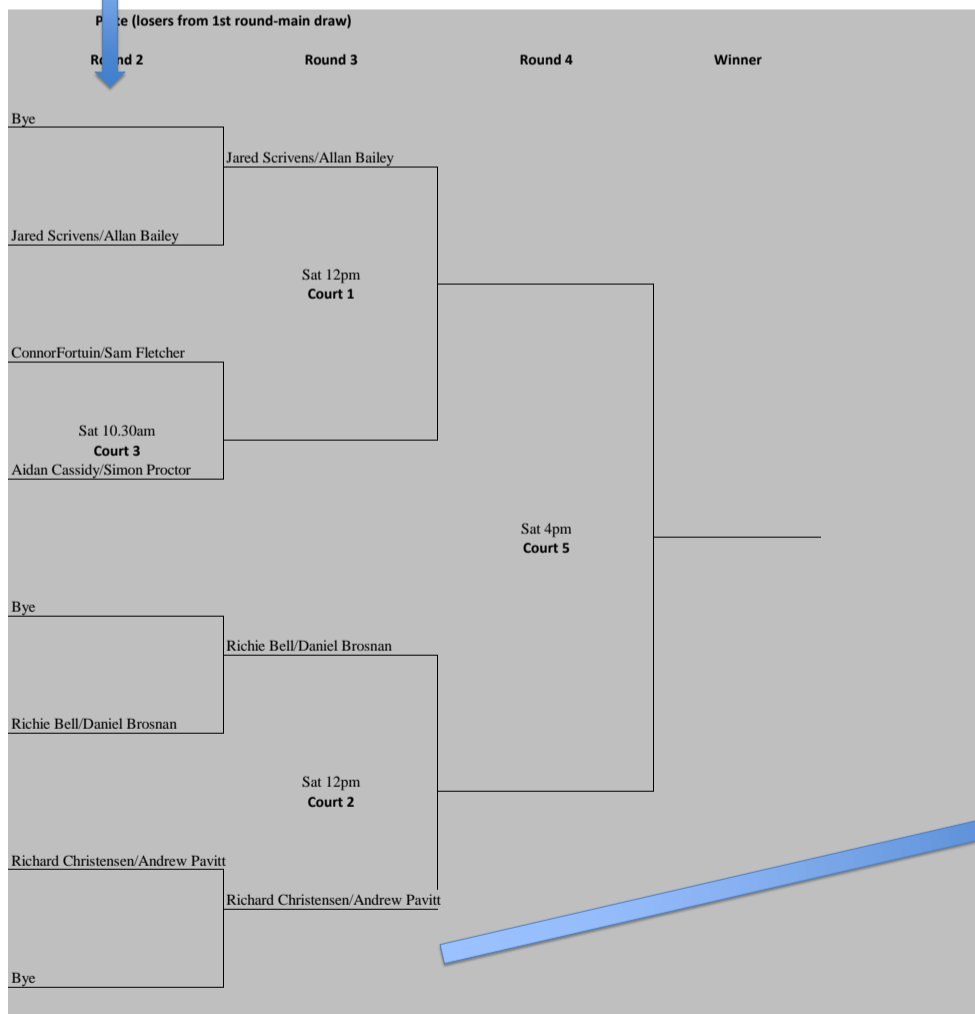 (losers from 1st round-main draw)
Round 3 Round 4 Winner
Bye
Jared Scrivens/Allan Bailey
Jared Scrivens/Allan Bailey
Sat 12pm
Court 1
ConnorFortuin/Sam Fletcher
Sat 10.30am
Court 3
Aidan Cassidy/Simon Proctor
Sat 4pm
Court 5
Bye
Richie Bell/Daniel Brosnan
Richie Bell/Daniel Brosnan
Sat 12pm
Court 2
Richard Christensen/Andrew Pavitt
Richard Christensen/Andrew Pavitt
Bye